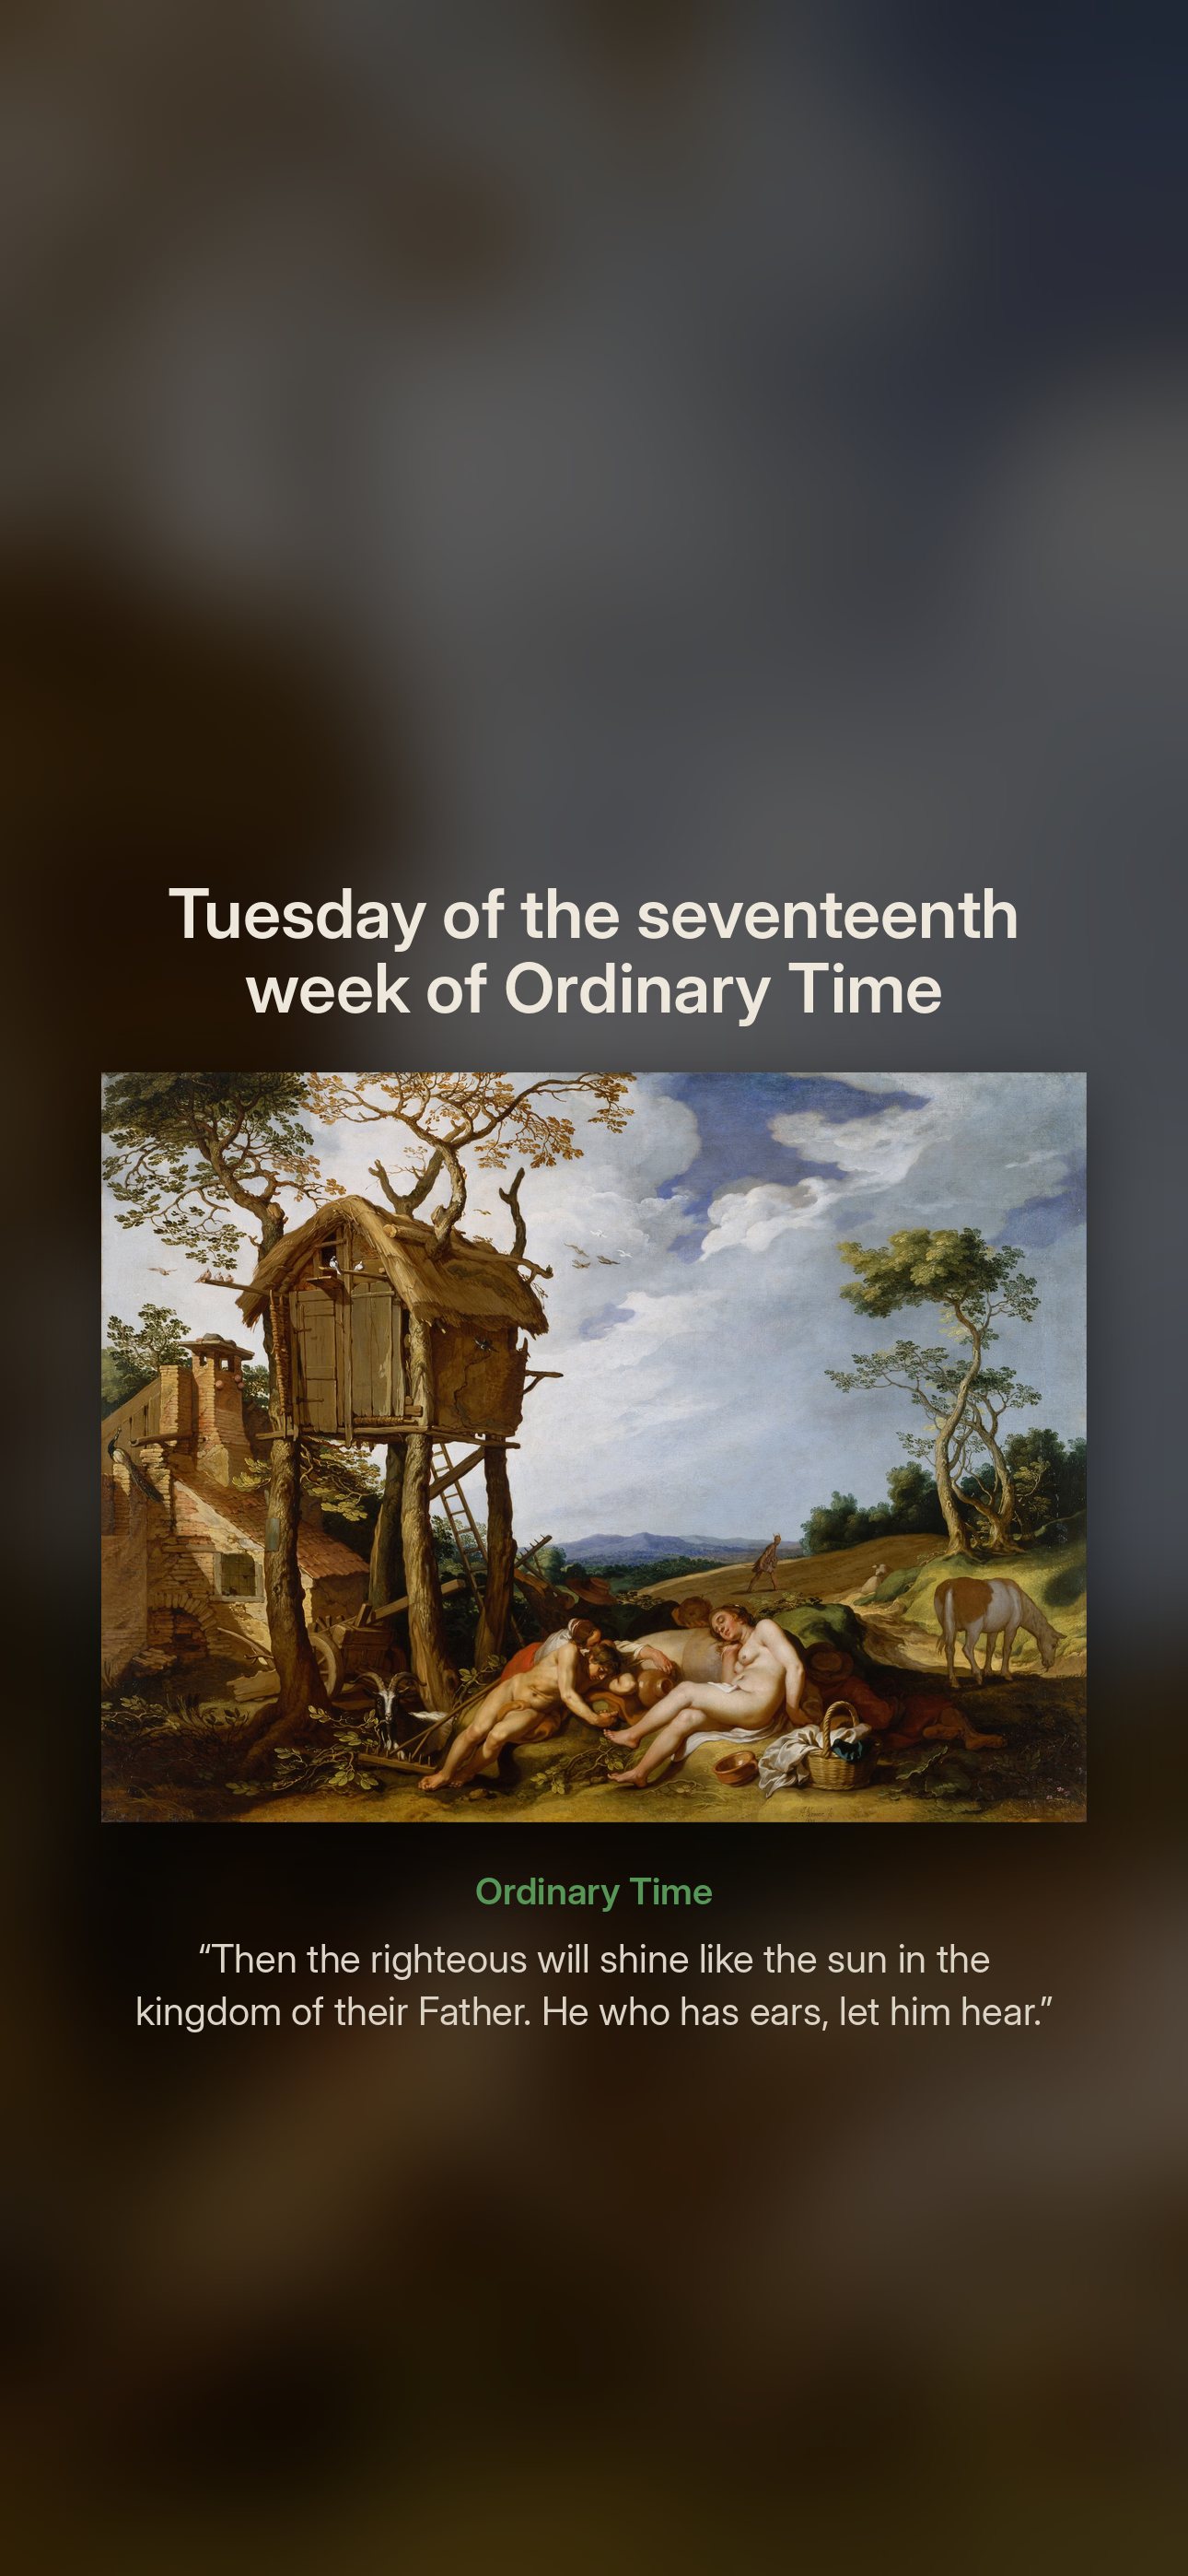 Tuesday of the seventeenth
week of Ordinary Time
Ordinary Time
“Then the righteous will shine like the sun in the
kingdom of their Father. He who has ears, let him hear.”